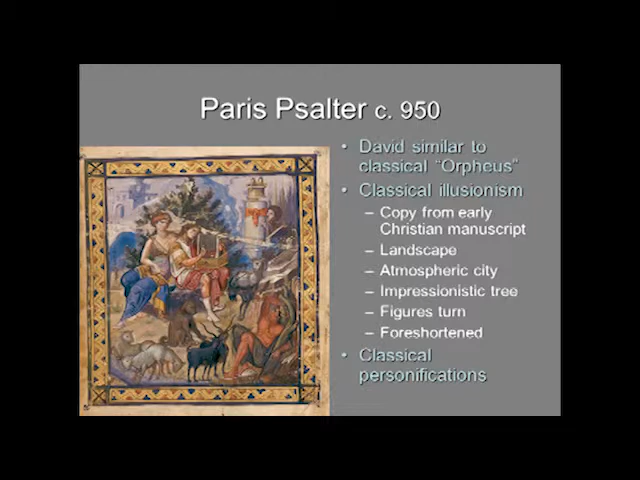 Paris Psalter c. 950
• David similar to
classical "Orpheus"
• Classical illusionism
– Copy from early
Christian manuscript
– Landscape
– Atmospheric city
– Impressionistic tree
– Figures turn
– Foreshortened
• Classical
personifications